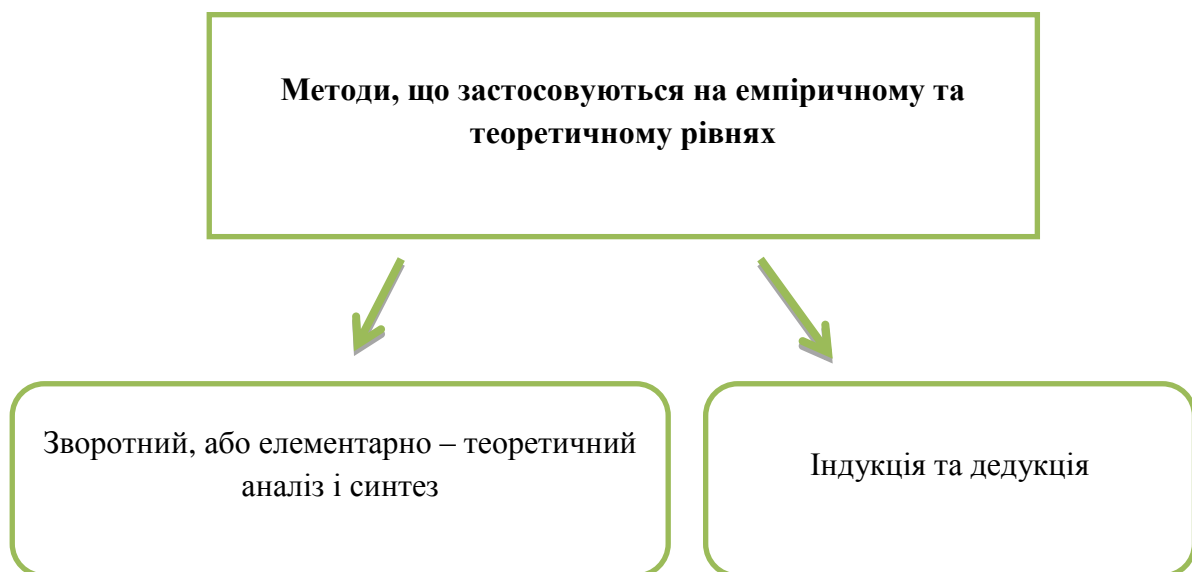 Методи, що застосовуються на емпіричному та
теоретичному рівнях
Зворотний, або елементарно – теоретичний
аналіз і синтез
Індукція та дедукція